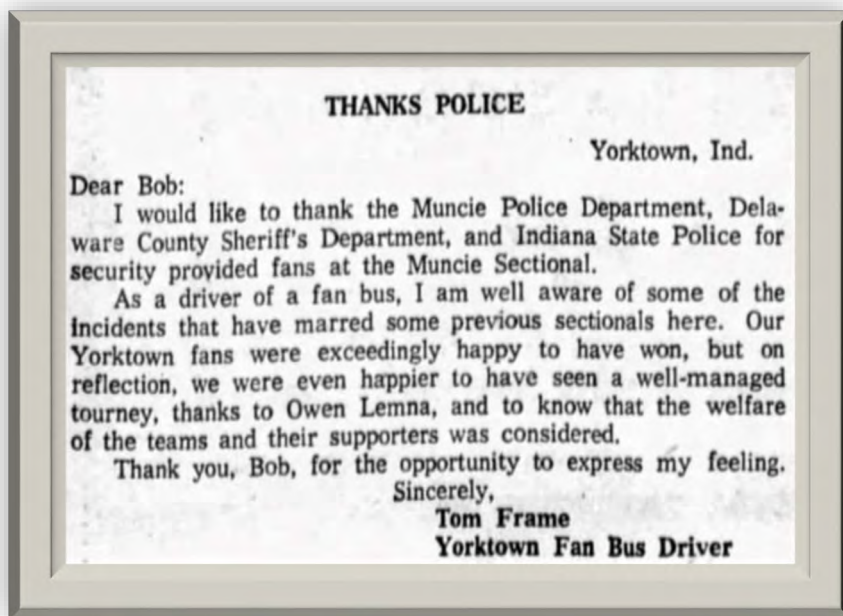 THANKS POLICE
Yorktown, Ind.
Dear Bob:
I would like to thank the Muncie Police Department, Dela-
ware County Sheriff's Department, and Indiana State Police for
security provided fans at the Muncie Sectional.
As a driver of a fan bus, I am well aware of some of the
incidents that have marred some previous sectionals here. Our
Yorktown fans were exceedingly happy to have won, but on
reflection, we were even happier to have seen a well-managed
tourney, thanks to Owen Lemna, and to know that the welfare
of the teams and their supporters was considered.
Thank you, Bob, for the opportunity to express my feeling.
Sincerely,
Tom Frame
Yorktown Fan Bus Driver